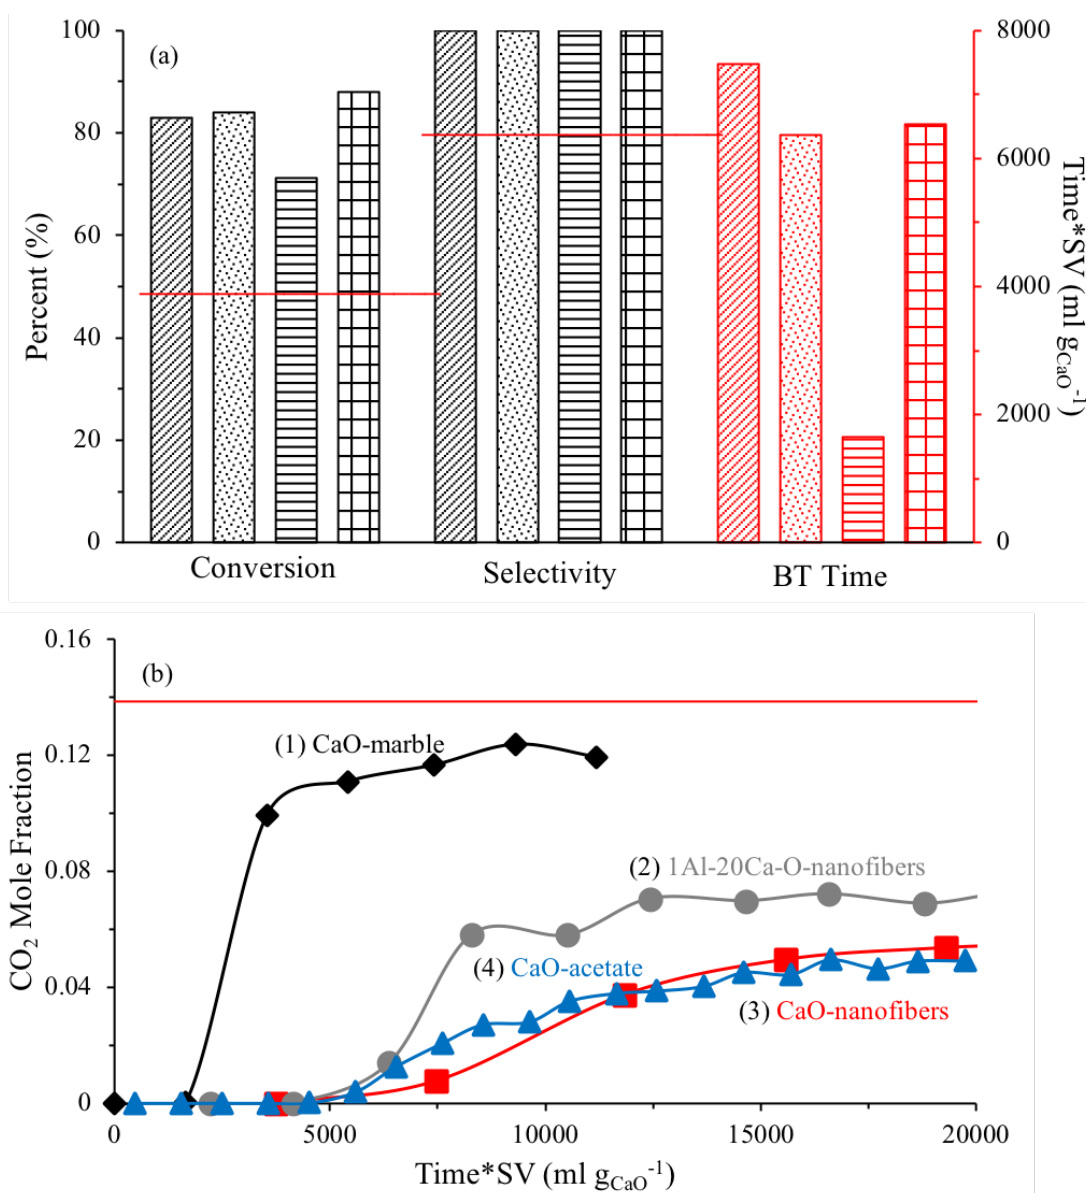 (a)
100
80
60
40
20
0
Percent (%)
8000
6000
4000
2000
0
Time*SV (ml gCaO-1)
Conversion
Selectivity
BT Time
(b)
0.16
0.12
0.08
0.04
0
CO2 Mole Fraction
(1) CaO-marble
(2) 1Al-20Ca-O-nanofibers
(4) CaO-acetate
(3) CaO-nanofibers
0
5000
10000
15000
20000
Time*SV (ml gCaO-1)